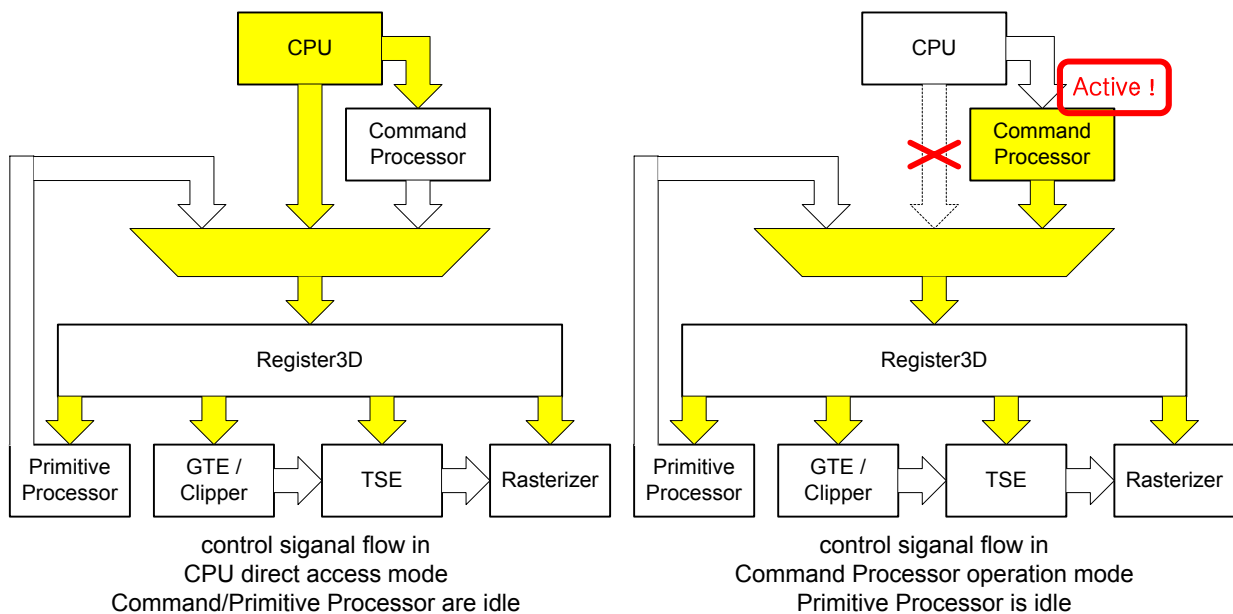 CPU
Command
Processor
Register3D
Primitive
Processor
GTE /
Clipper
TSE
Rasterizer
control siganal flow in
CPU direct access mode
Command/Primitive Processor are idle
CPU
Active !
Command
Processor
Register3D
Primitive
Processor
GTE /
Clipper
TSE
Rasterizer
control siganal flow in
Command Processor operation mode
Primitive Processor is idle